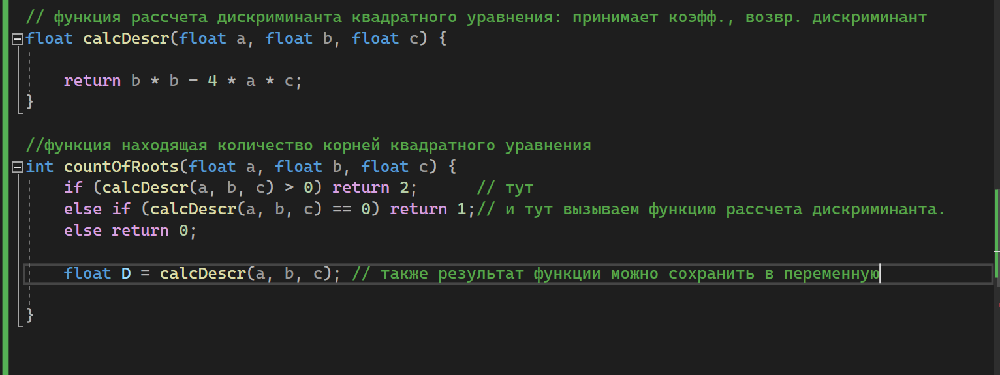 // функция рассчета дискриминанта квадратного уравнения: принимает коэфф., возвр. дискриминант
float calcDescr(float a, float b, float c) {
return b * b - 4 * a * c;
}
//функция находящая количество корней квадратного уравнения
int countOfRoots(float a, float b, float c) {
if (calcDescr(a, b, c) > 0) return 2; // тут
else if (calcDescr(a, b, c) == 0) return 1;// и тут вызываем функцию рассчета дискриминанта.
else return 0;
float D = calcDescr(a, b, c); // также результат функции можно сохранить в переменную
}